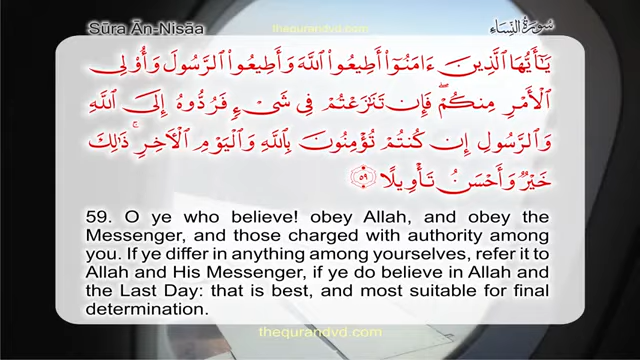 Sūra Ān-Nisāa
thequrandvd.com
سُورَةُ النِّسَاءِ
يَـٰٓأَيُّهَا ٱلَّذِينَ ءَامَنُوٓا۟ أَطِيعُوا۟ ٱللَّهَ وَأَطِيعُوا۟ ٱلرَّسُولَ وَأُو۟لِى
ٱلْأَمْرِ مِنكُمْ ۖ فَإِن تَنَـٰزَعْتُمْ فِى شَىْءٍ فَرُدُّوهُ إِلَى ٱللَّهِ
وَٱلرَّسُولِ إِن كُنتُمْ تُؤْمِنُونَ بِٱللَّهِ وَٱلْيَوْمِ ٱلْـَٔاخِرِ ۚ ذَٰلِكَ
خَيْرٌ وَأَحْسَنُ تَأْوِيلًا ٥٩
59. O ye who believe! obey Allah, and obey the
Messenger, and those charged with authority among
you. If ye differ in anything among yourselves, refer it to
Allah and His Messenger, if ye do believe in Allah and
the Last Day: that is best, and most suitable for final
determination.
thequrandvd.com